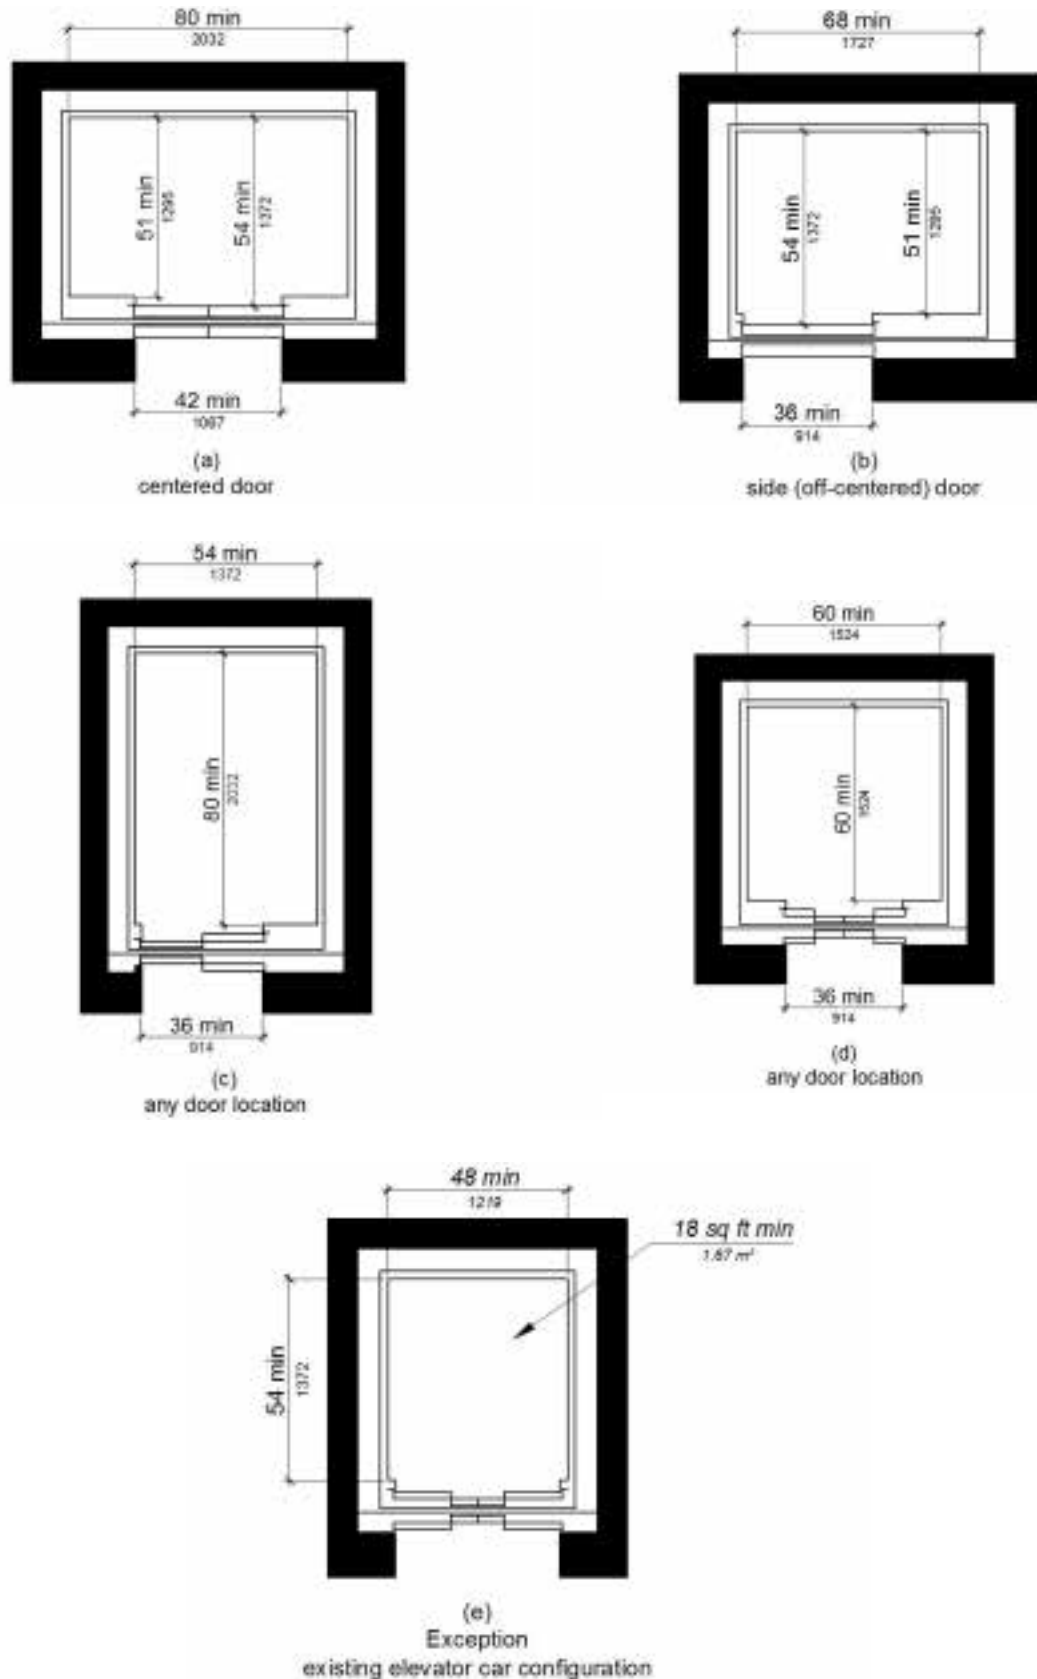 80 min
2032
51 min
1295
54 min
1372
42 min
1067
(a)
centered door
68 min
1727
54 min
1372
51 min
1295
36 min
914
(b)
side (off-centered) door
54 min
1372
80 min
2032
36 min
914
(c)
any door location
60 min
1524
60 min
1524
36 min
914
(d)
any door location
48 min
1219
18 sq ft min
1.67 m²
54 min
1372
(e)
Exception
existing elevator car configuration